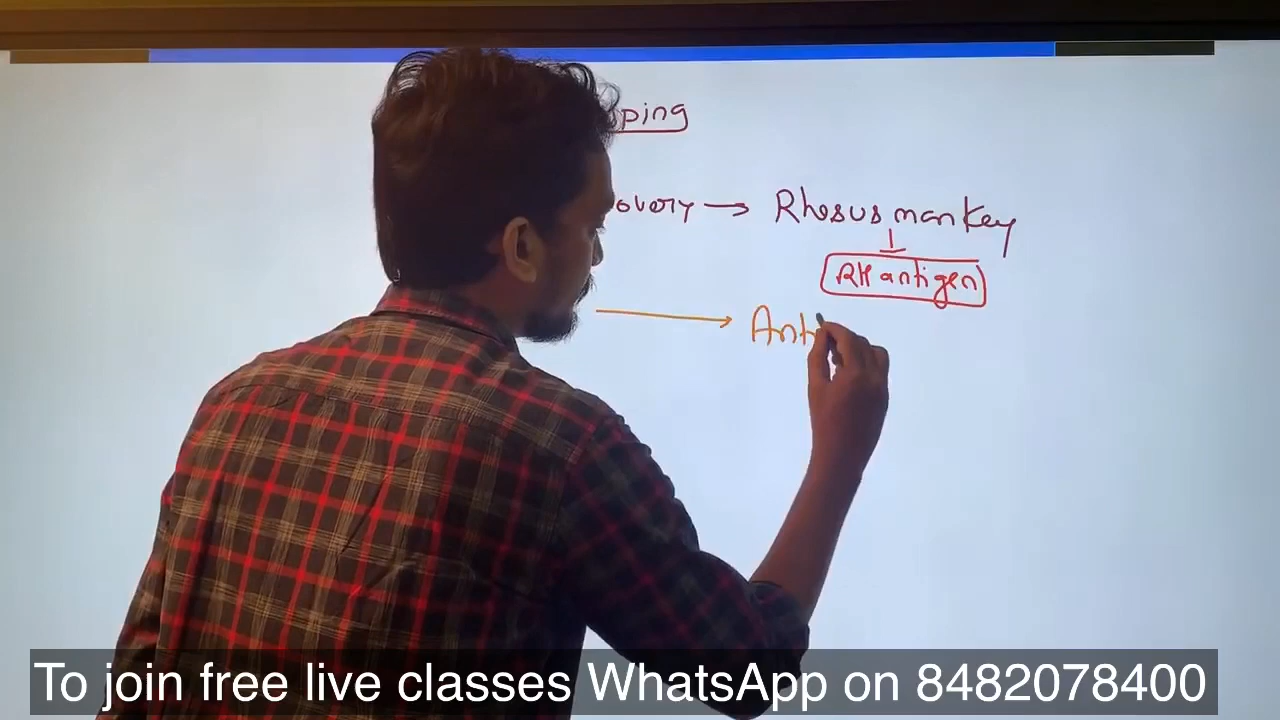 ping
overy → Rhesus monkey
RH antigen
→ Ant
To join free live classes WhatsApp on 8482078400